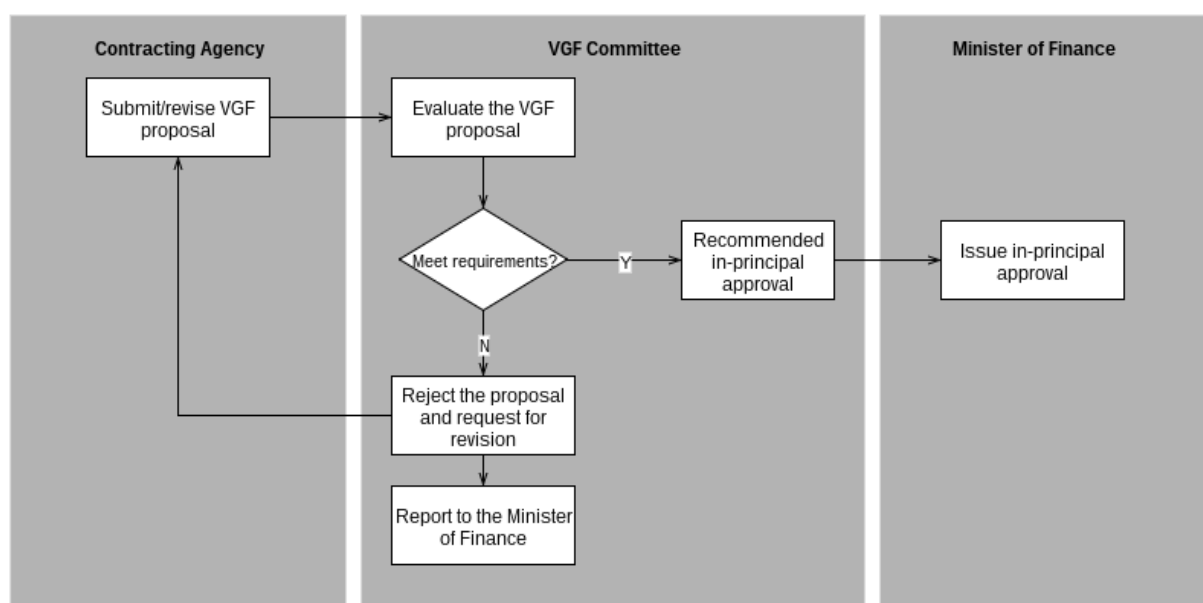 Contracting Agency
VGF Committee
Minister of Finance
Submit/revise VGF
proposal
Evaluate the VGF
proposal
Meet requirements?
Y
Recommended
in-principal
approval
Issue in-principal
approval
N
Reject the proposal
and request for
revision
Report to the Minister
of Finance